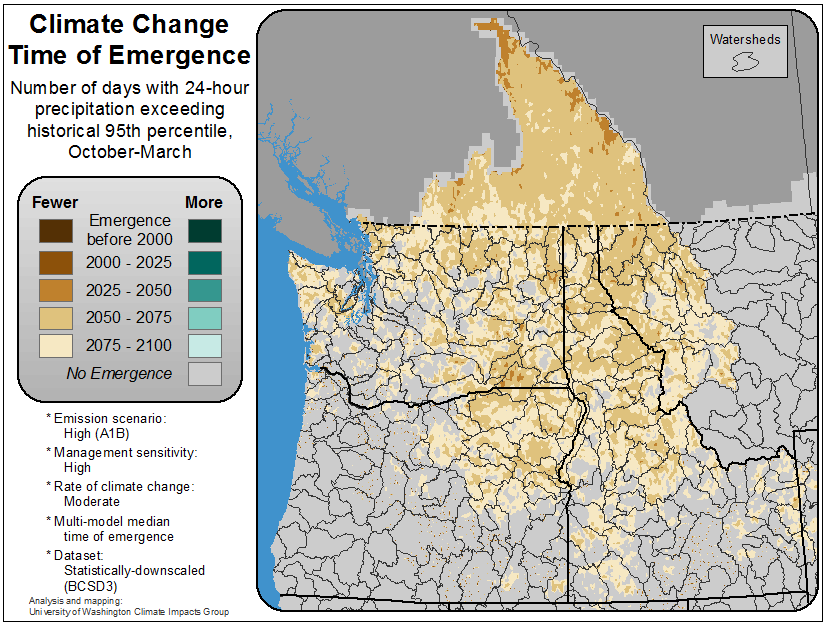 Climate Change
Time of Emergence
Number of days with 24-hour
precipitation exceeding
historical 95th percentile,
October-March
Fewer More
Emergence
before 2000
2000 - 2025
2025 - 2050
2050 - 2075
2075 - 2100
No Emergence
* Emission scenario:
High (A1B)
* Management sensitivity:
High
* Rate of climate change:
Moderate
* Multi-model median
time of emergence
* Dataset:
Statistically-downscaled
(BCSD3)
Analysis and mapping:
University of Washington Climate Impacts Group
Watersheds